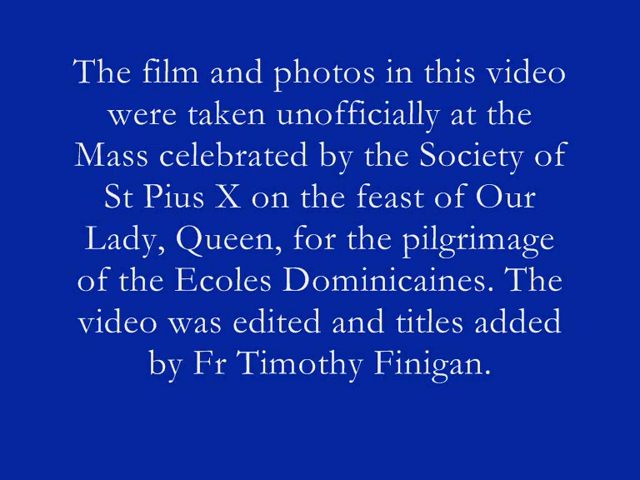 The film and photos in this video
were taken unofficially at the
Mass celebrated by the Society of
St Pius X on the feast of Our
Lady, Queen, for the pilgrimage
of the Ecoles Dominicaines. The
video was edited and titles added
by Fr Timothy Finigan.